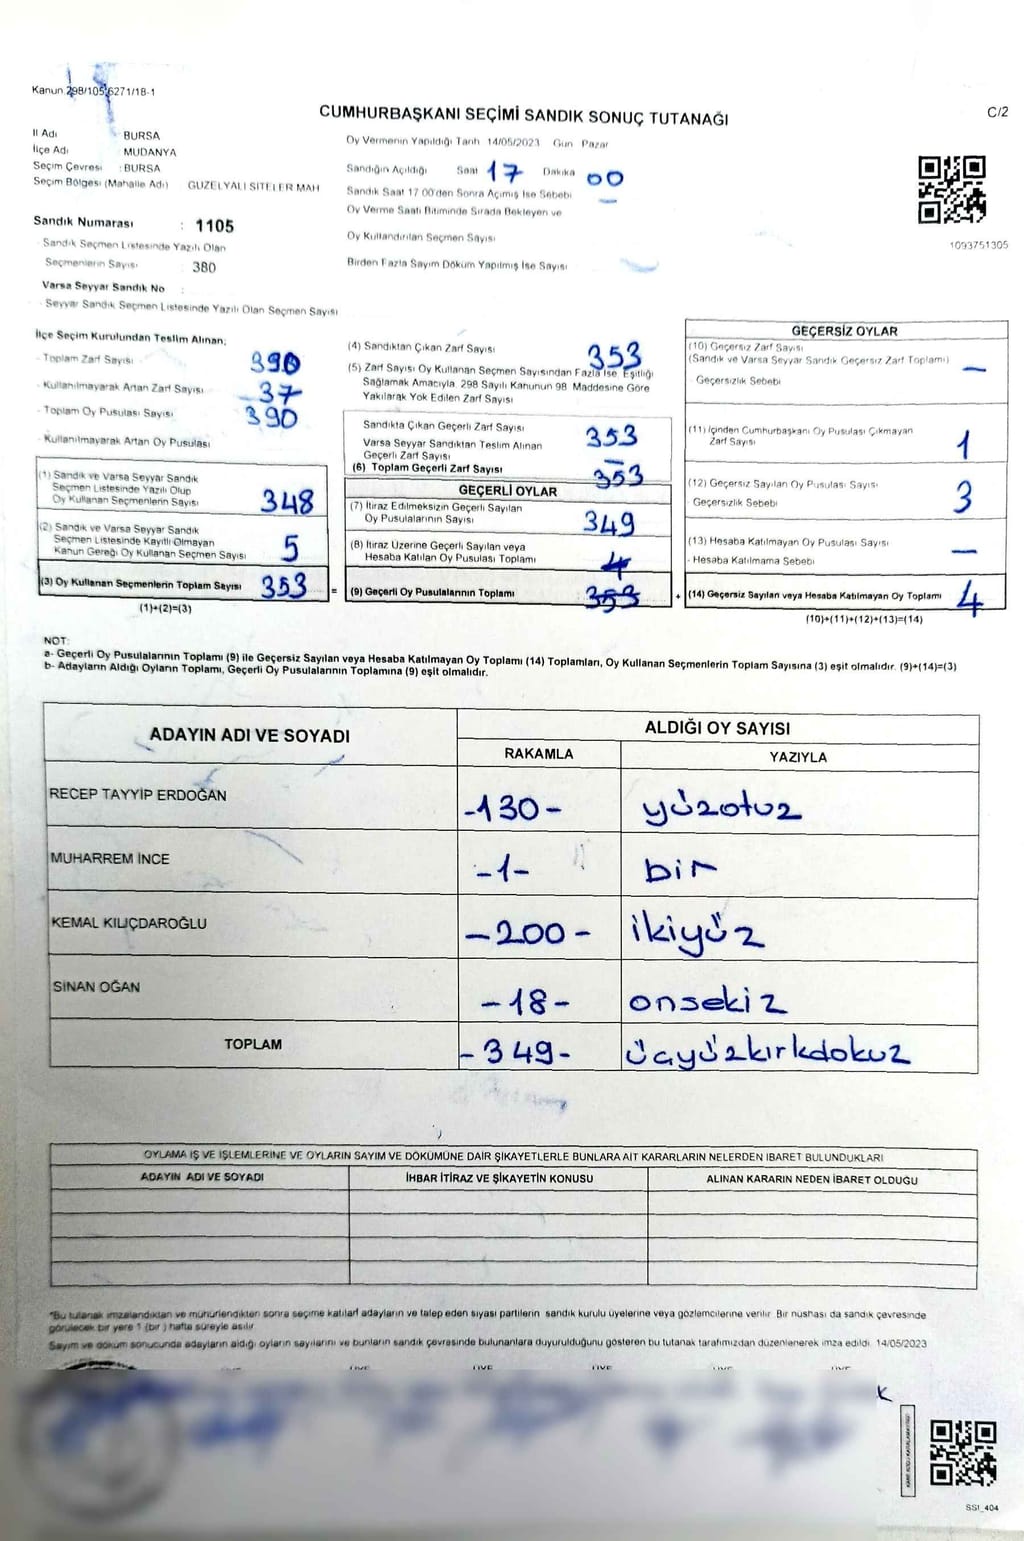 Kanun 298/105,6271/18-1
CUMHURBAŞKANI SEÇİMİ SANDIK SONUÇ TUTANAĞI
C/2
İl Adı : BURSA
İlçe Adı : MUDANYA
Seçim Çevresi : BURSA
Seçim Bölgesi (Mahalle Adı) GÜZELYALI SİTELER MAH
Sandık Numarası : 1105
Sandık Seçmen Listesinde Yazılı Olan
Seçmenlerin Sayısı : 380
Varsa Seyyar Sandık No :
Seyyar Sandık Seçmen Listesinde Yazılı Olan Seçmen Sayısı
Oy Vermenin Yapıldığı Tarih 14/05/2023 Gün Pazar
Sandığın Açıldığı Saat 17 Dakika 00
Sandık Saat 17 00'den Sonra Açımış İse Sebebi
Oy Verme Saati Bitiminde Sırada Bekleyen ve
Oy Kullandırılan Seçmen Sayısı
Birden Fazla Sayım Döküm Yapılmış İse Sayısı
1093751305
İlçe Seçim Kurulundan Teslim Alınan;
- Toplam Zarf Sayısı 390
- Kullanılmayarak Artan Zarf Sayısı 37
- Toplam Oy Pusulası Sayısı 390
- Kullanılmayarak Artan Oy Pusulası
(1) Sandık ve Varsa Seyyar Sandık
Seçmen Listesinde Yazılı Olup
Oy Kullanan Seçmenlerin Sayısı 348
(2) Sandık ve Varsa Seyyar Sandık
Seçmen Listesinde Kayıtlı Olmayan
Kanun Gereği Oy Kullanan Seçmen Sayısı 5
(3) Oy Kullanan Seçmenlerin Toplam Sayısı 353 =
(1)+(2)=(3)
(4) Sandıktan Çıkan Zarf Sayısı 353
(5) Zarf Sayısı Oy Kullanan Seçmen Sayısından Fazla İse Eşitliği
Sağlamak Amacıyla 298 Sayılı Kanunun 98 Maddesine Göre
Yakılarak Yok Edilen Zarf Sayısı
Sandıkta Çıkan Geçerli Zarf Sayısı 353
Varsa Seyyar Sandıktan Teslim Alınan
Geçerli Zarf Sayısı –
(6) Toplam Geçerli Zarf Sayısı 353
GEÇERLİ OYLAR
(7) İtiraz Edilmeksizin Geçerli Sayılan
Oy Pusulalarının Sayısı 349
(8) İtiraz Üzerine Geçerli Sayılan veya
Hesaba Katılan Oy Pusulası Toplamı 4
(9) Geçerli Oy Pusulalarının Toplamı 353 +
GEÇERSİZ OYLAR
(10) Geçersiz Zarf Sayısı
(Sandık ve Varsa Seyyar Sandık Geçersiz Zarf Toplamı) –
- Geçersizlik Sebebi
(11) İçinden Cumhurbaşkanı Oy Pusulası Çıkmayan
Zarf Sayısı 1
(12) Geçersiz Sayılan Oy Pusulası Sayısı 3
- Geçersizlik Sebebi
(13) Hesaba Katılmayan Oy Pusulası Sayısı –
- Hesaba Katılmama Sebebi
(14) Geçersiz Sayılan veya Hesaba Katılmayan Oy Toplamı 4
(10)+(11)+(12)+(13)=(14)
NOT:
a- Geçerli Oy Pusulalarının Toplamı (9) ile Geçersiz Sayılan veya Hesaba Katılmayan Oy Toplamı (14) Toplamları, Oy Kullanan Seçmenlerin Toplam Sayısına (3) eşit olmalıdır. (9)+(14)=(3)
b- Adayların Aldığı Oyların Toplamı, Geçerli Oy Pusulalarının Toplamına (9) eşit olmalıdır.
ADAYIN ADI VE SOYADI
ALDIĞI OY SAYISI
RAKAMLA YAZIYLA
RECEP TAYYİP ERDOĞAN -130- yüzotuz
MUHARREM İNCE -1- bir
KEMAL KILIÇDAROĞLU -200- ikiyüz
SİNAN OĞAN -18- onsekiz
TOPLAM -349- üçyüzkırkdokuz
OYLAMA İŞ VE İŞLEMLERİNE VE OYLARIN SAYIM VE DÖKÜMÜNE DAİR ŞİKAYETLERLE BUNLARA AİT KARARLARIN NELERDEN İBARET BULUNDUKLARI
ADAYIN ADI VE SOYADI İHBAR İTİRAZ VE ŞİKAYETİN KONUSU ALINAN KARARIN NEDEN İBARET OLDUĞU
*Bu tutanak imzalandıktan ve mühürlendikten sonra seçime katılan adayların ve talep eden siyasi partilerin sandık kurulu üyelerine veya gözlemcilerine verilir. Bir nüshası da sandık çevresinde
görülecek bir yere 1 (bir) hafta süreyle asılır
Sayım ve döküm sonucunda adayların aldığı oyların sayılarını ve bunların sandık çevresinde bulunanlara duyurulduğunu gösteren bu tutanak tarafımızdan düzenlenerek imza edildi. 14/05/2023
SSI_404